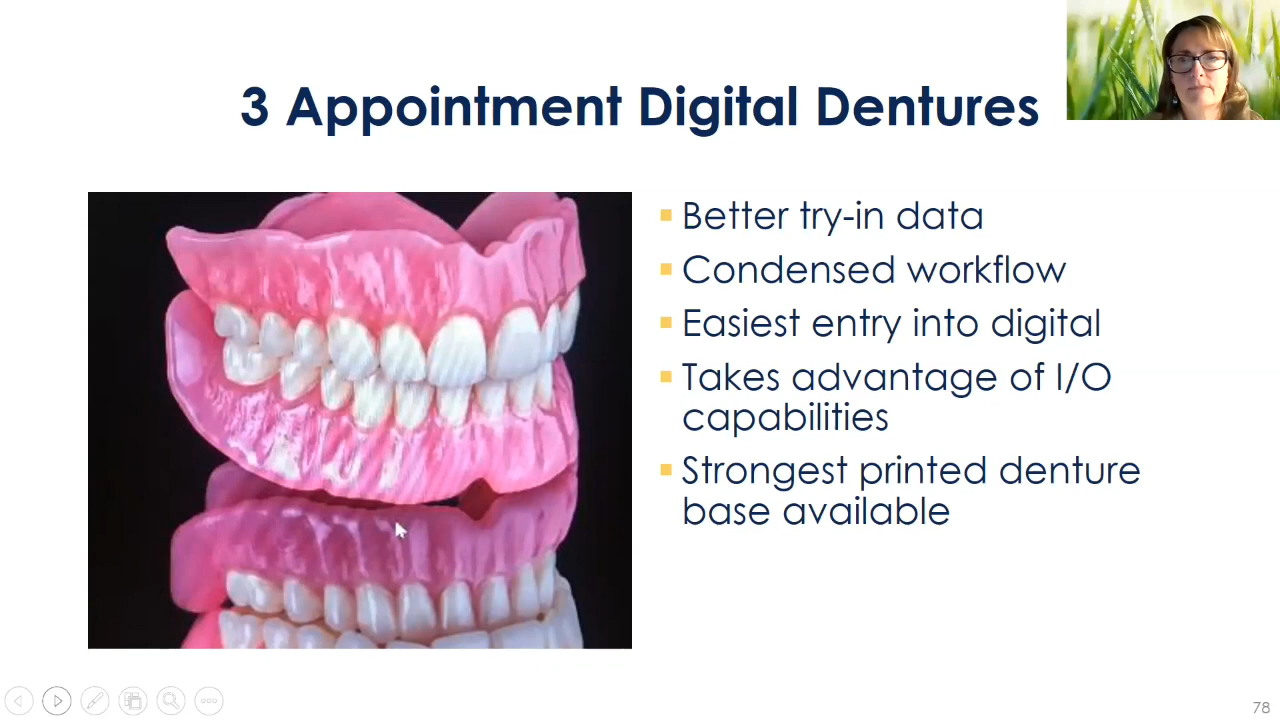 3 Appointment Digital Dentures
Better try-in data
Condensed workflow
Easiest entry into digital
Takes advantage of I/O
capabilities
Strongest printed denture
base available
78